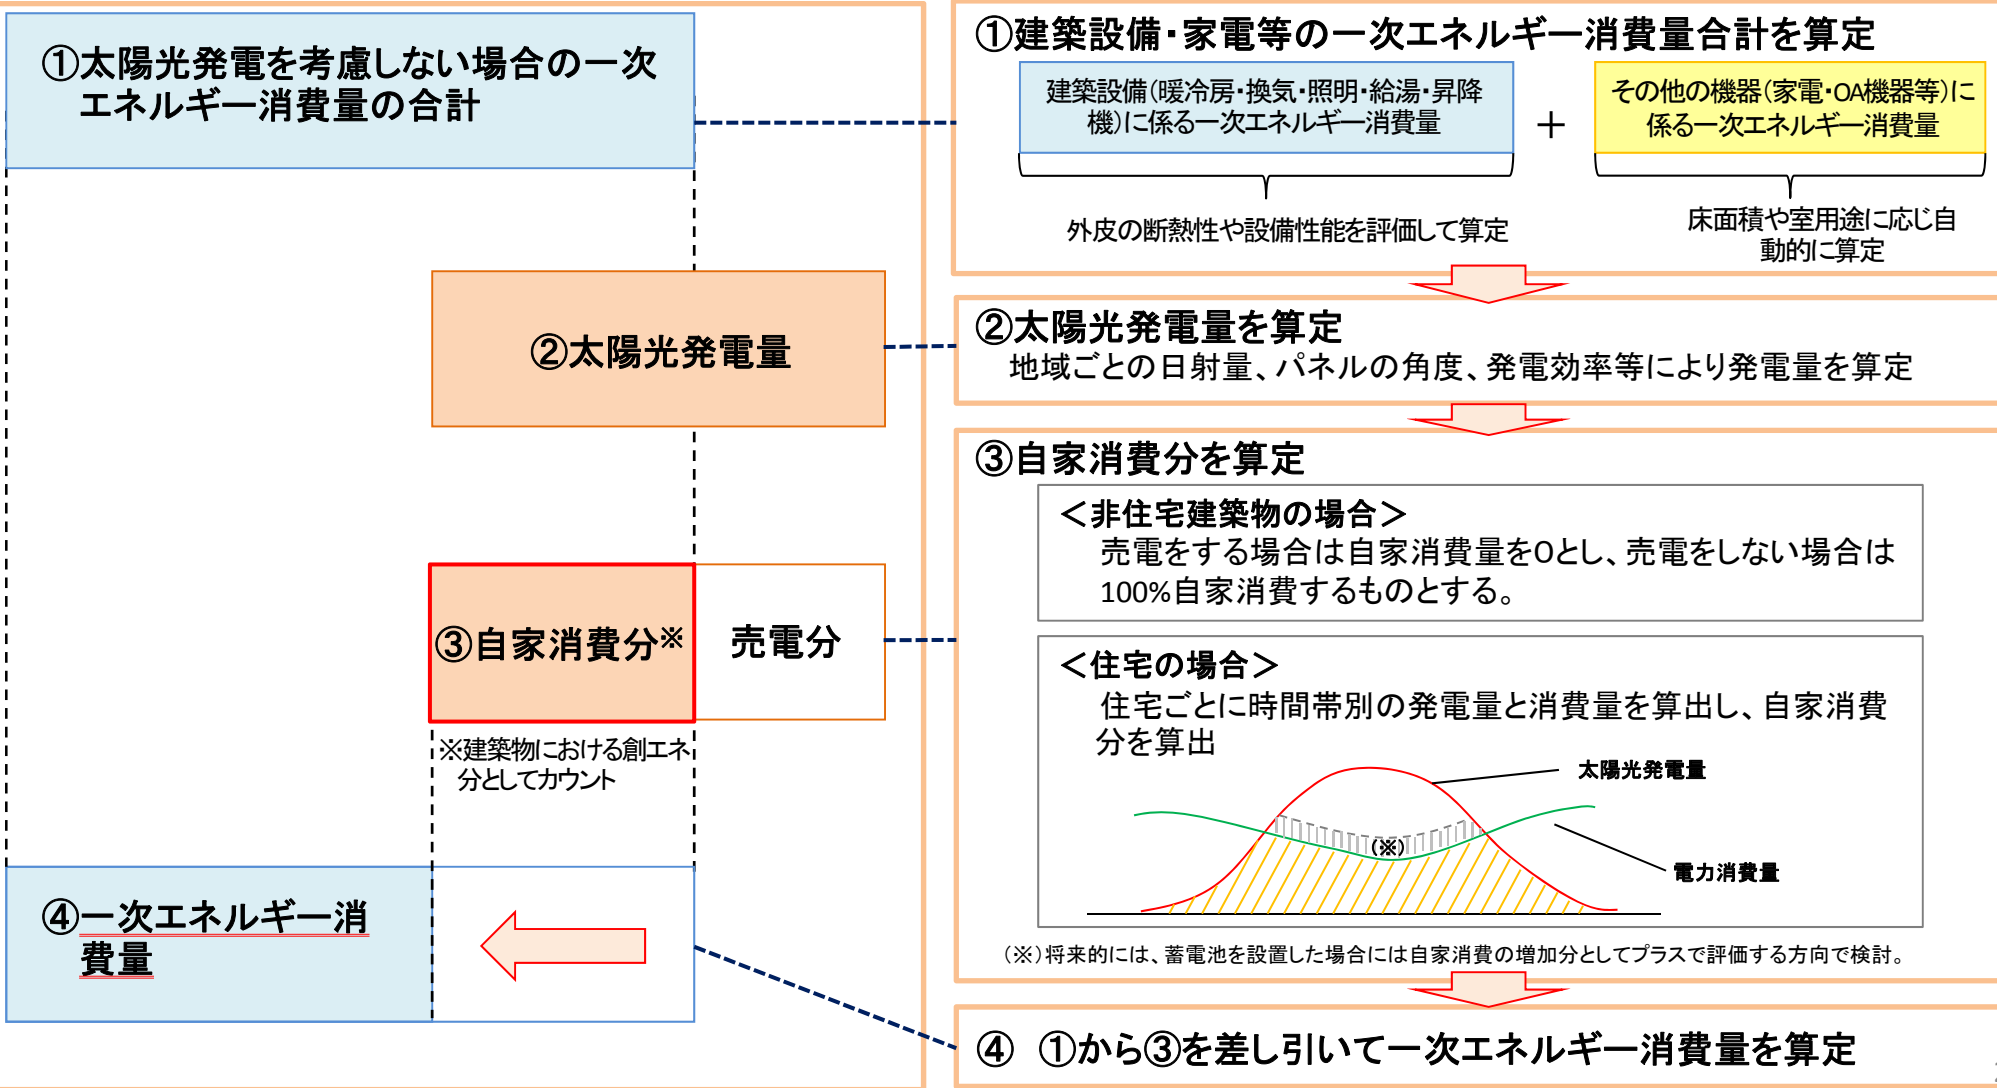 ①太陽光発電を考慮しない場合の一次
エネルギー消費量の合計
②太陽光発電量
③自家消費分※
売電分
※建築物における創エネ
分としてカウント
④一次エネルギー消
費量
①建築設備・家電等の一次エネルギー消費量合計を算定
建築設備(暖冷房・換気・照明・給湯・昇降
機)に係る一次エネルギー消費量
＋
その他の機器(家電・OA機器等)に
係る一次エネルギー消費量
外皮の断熱性や設備性能を評価して算定
床面積や室用途に応じ自
動的に算定
②太陽光発電量を算定
地域ごとの日射量、パネルの角度、発電効率等により発電量を算定
③自家消費分を算定
＜非住宅建築物の場合＞
売電をする場合は自家消費量を0とし、売電をしない場合は
100%自家消費するものとする。
＜住宅の場合＞
住宅ごとに時間帯別の発電量と消費量を算出し、自家消費
分を算出
太陽光発電量
(※)
電力消費量
(※)将来的には、蓄電池を設置した場合には自家消費の増加分としてプラスで評価する方向で検討。
④　①から③を差し引いて一次エネルギー消費量を算定